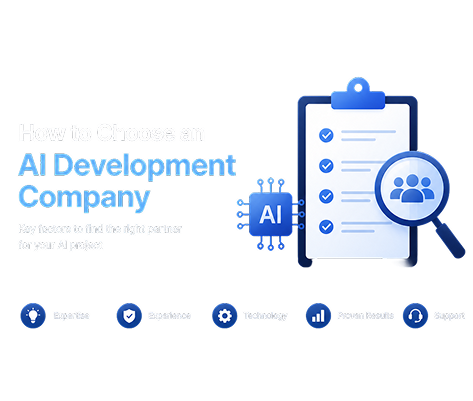 How to Choose an
AI Development
Company
Key factors to find the right partner
for your AI project
AI
Expertise
Experience
Technology
Proven Results
Support